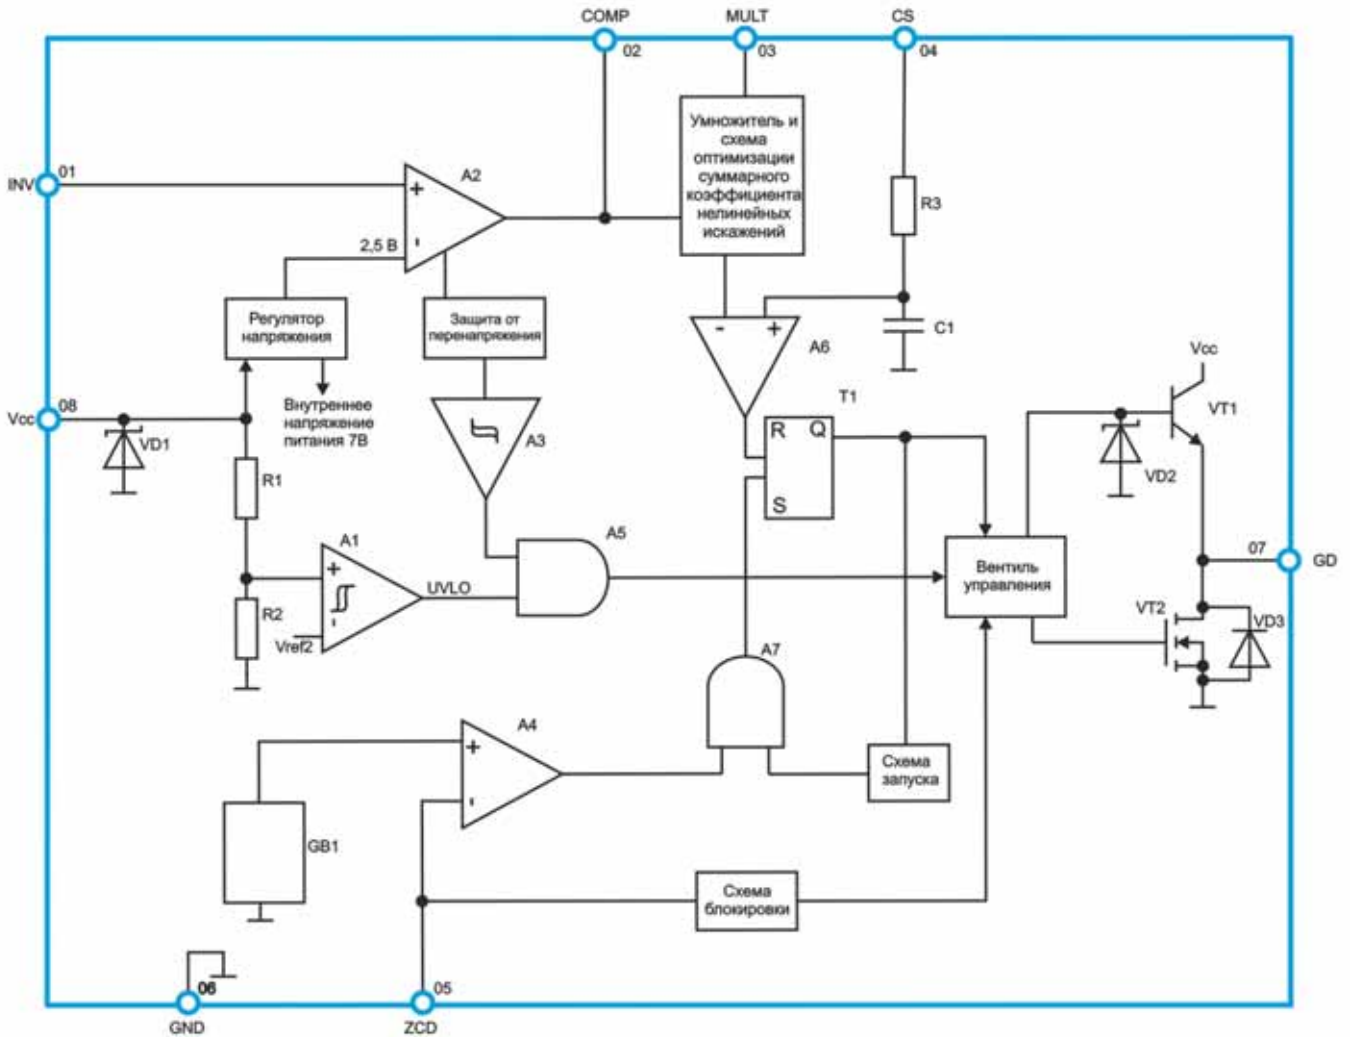 COMP
MULT
CS
02
03
04
Умножитель и
схема
оптимизации
суммарного
коэффициента
нелинейных
искажений
INV
01
A2
+
-
2,5 В
R3
Регулятор
напряжения
Защита от
перенапряжения
-
+
A6
C1
Внутреннее
напряжение
питания 7В
Vcc
08
VD1
A3
T1
R
Q
S
Vcc
VT1
VD2
R1
A1
+
-
UVLO
A5
R2
Vref2
Вентиль
управления
07
GD
VT2
VD3
A7
A4
+
-
Схема
запуска
GB1
Схема
блокировки
06
GND
05
ZCD